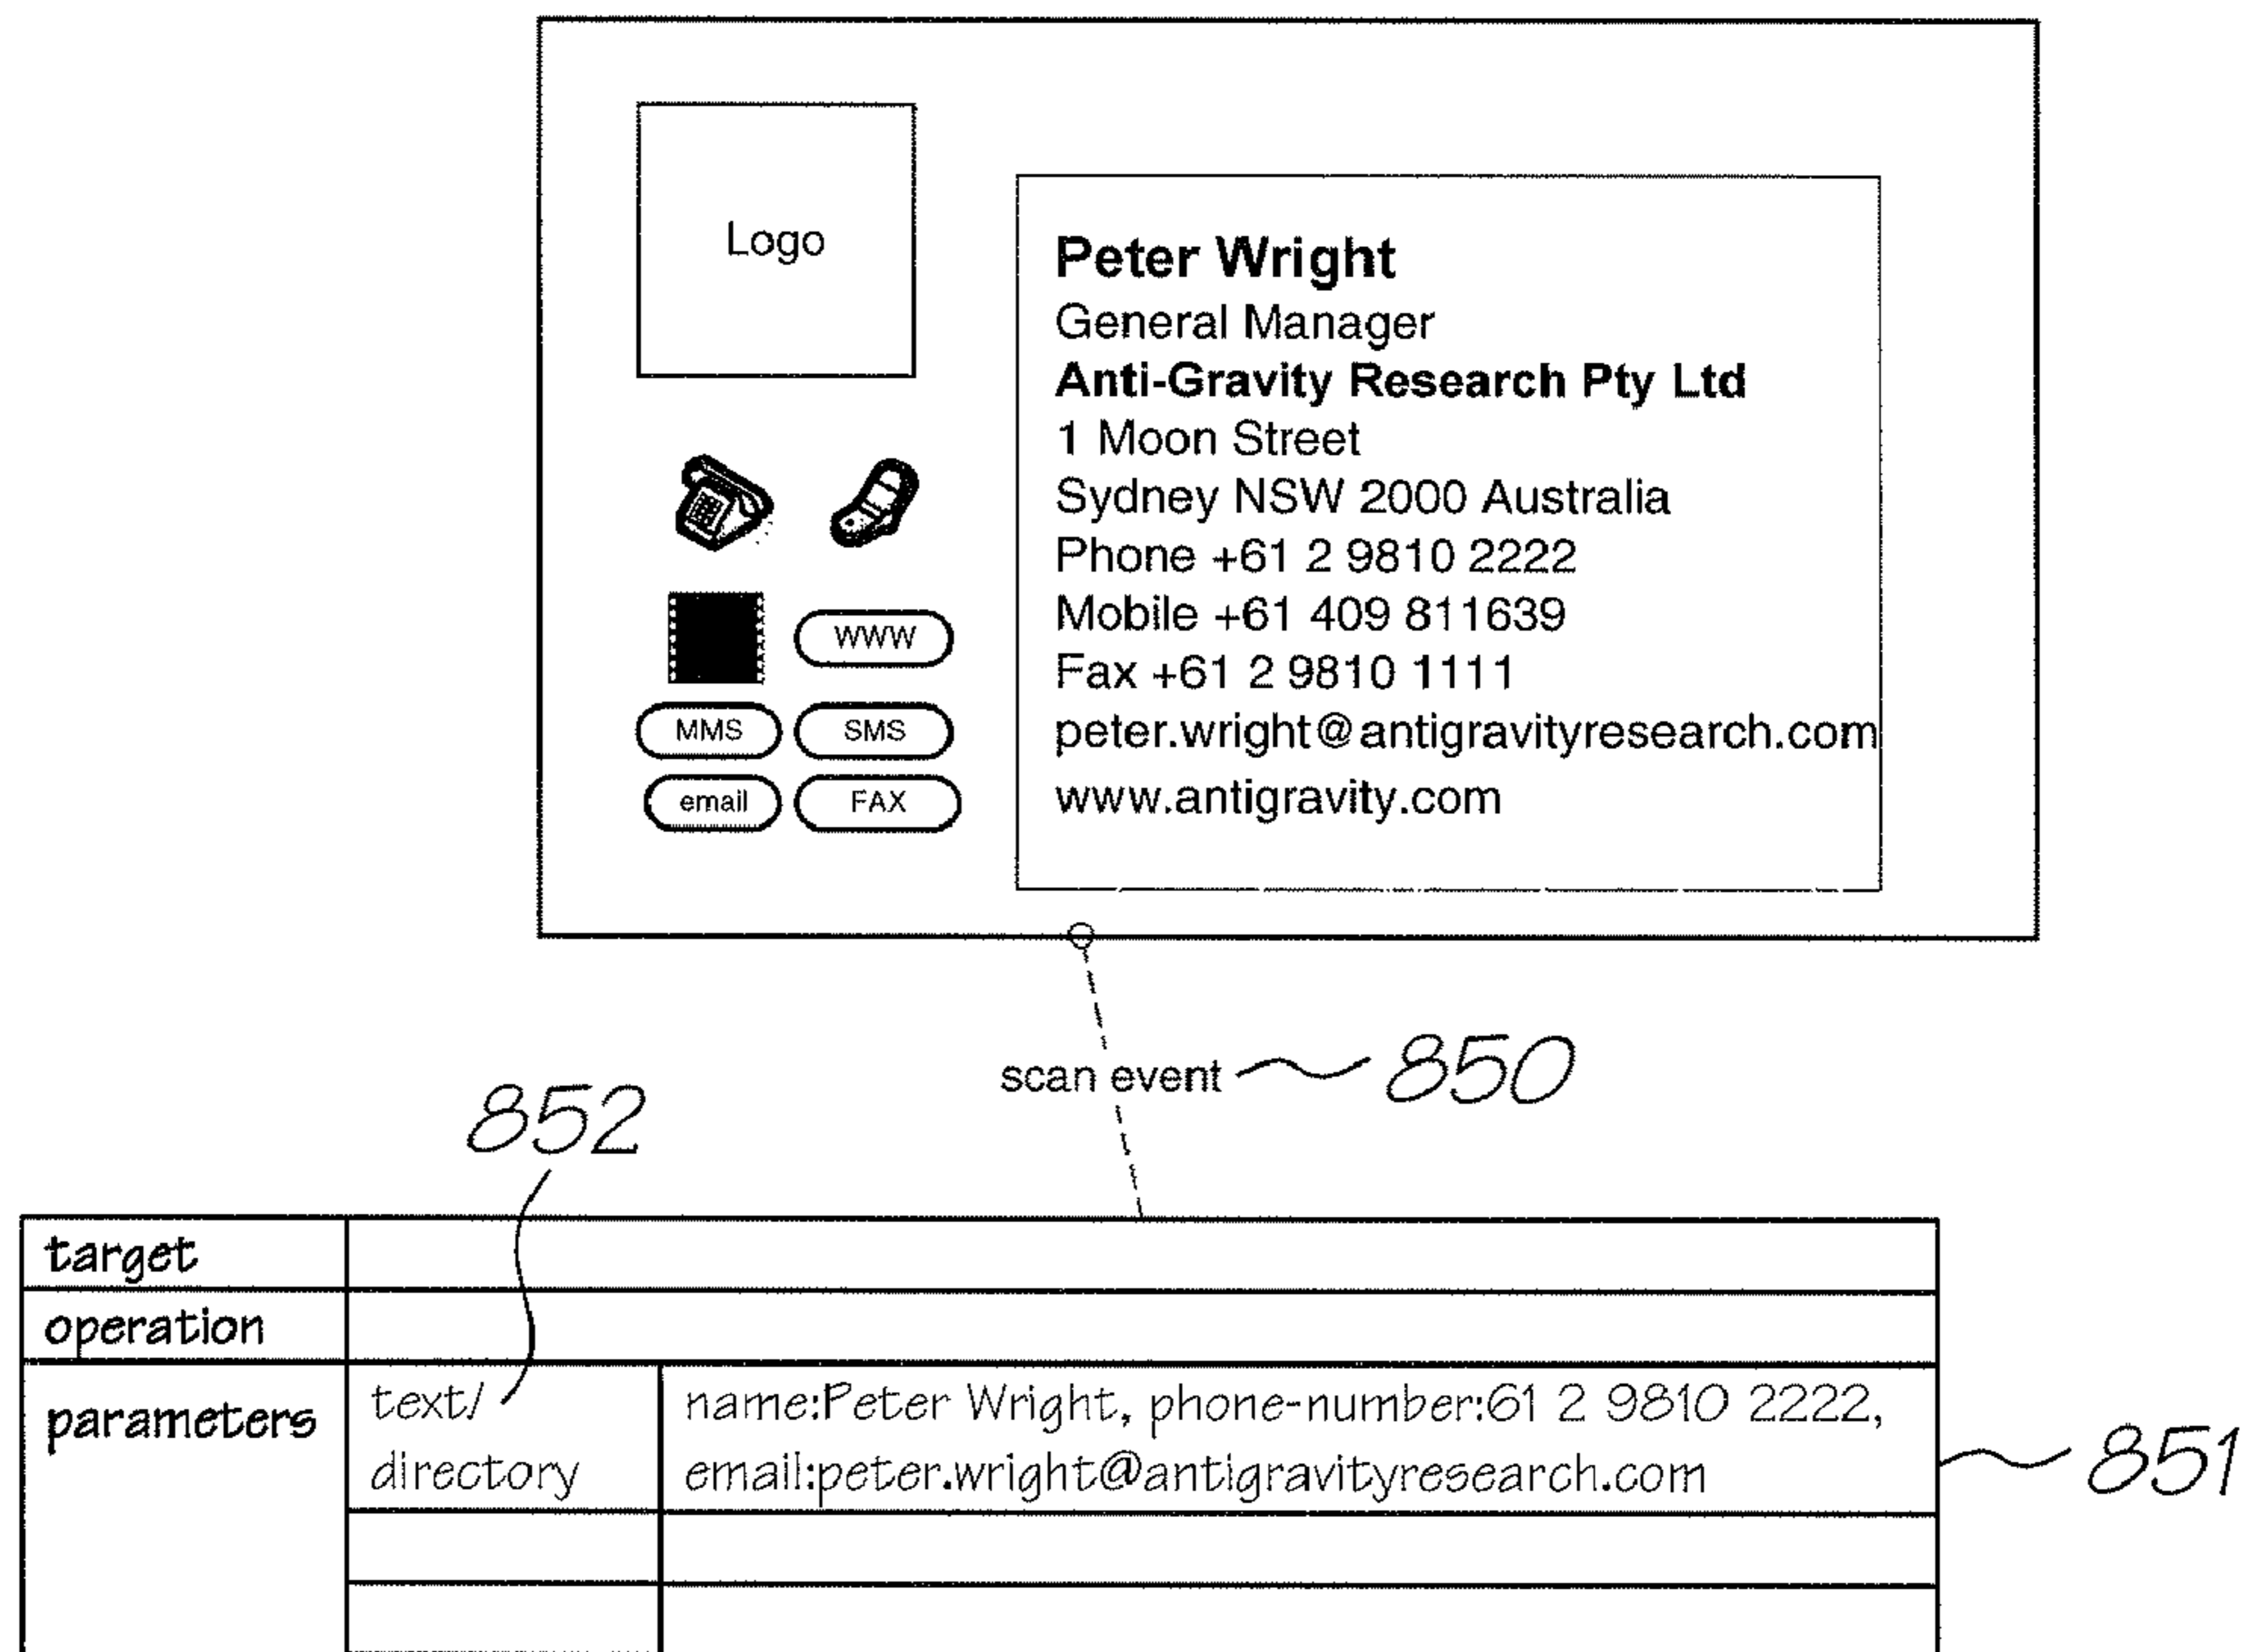 Logo
Peter Wright
General Manager
Anti-Gravity Research Pty Ltd
1 Moon Street
Sydney NSW 2000 Australia
Phone +61 2 9810 2222
Mobile +61 409 811639
Fax +61 2 9810 1111
peter.wright@antigravityresearch.com
www.antigravity.com
WWW
MMS
SMS
email
FAX
scan event
850
852
target
operation
parameters
text/
directory
name:Peter Wright, phone-number:61 2 9810 2222,
email:peter.wright@antigravityresearch.com
851